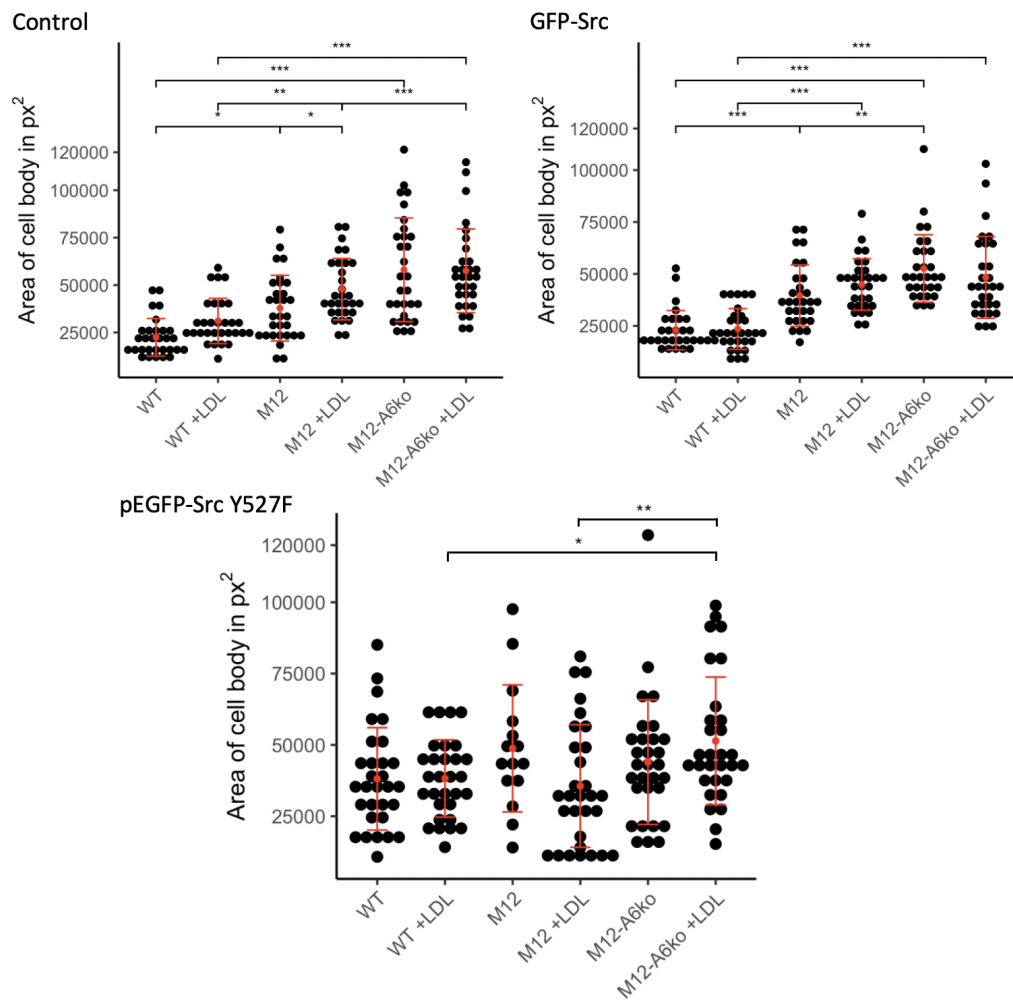 Control
***
***
** ***
* *
Area of cell body in px2
120000
100000
75000
50000
25000
WT
WT +LDL
M12
M12 +LDL
M12-A6ko
M12-A6ko +LDL
GFP-Src
***
***
***
*** **
Area of cell body in px2
120000
100000
75000
50000
25000
WT
WT +LDL
M12
M12 +LDL
M12-A6ko
M12-A6ko +LDL
pEGFP-Src Y527F
**
*
Area of cell body in px2
120000
100000
75000
50000
25000
WT
WT +LDL
M12
M12 +LDL
M12-A6ko
M12-A6ko +LDL